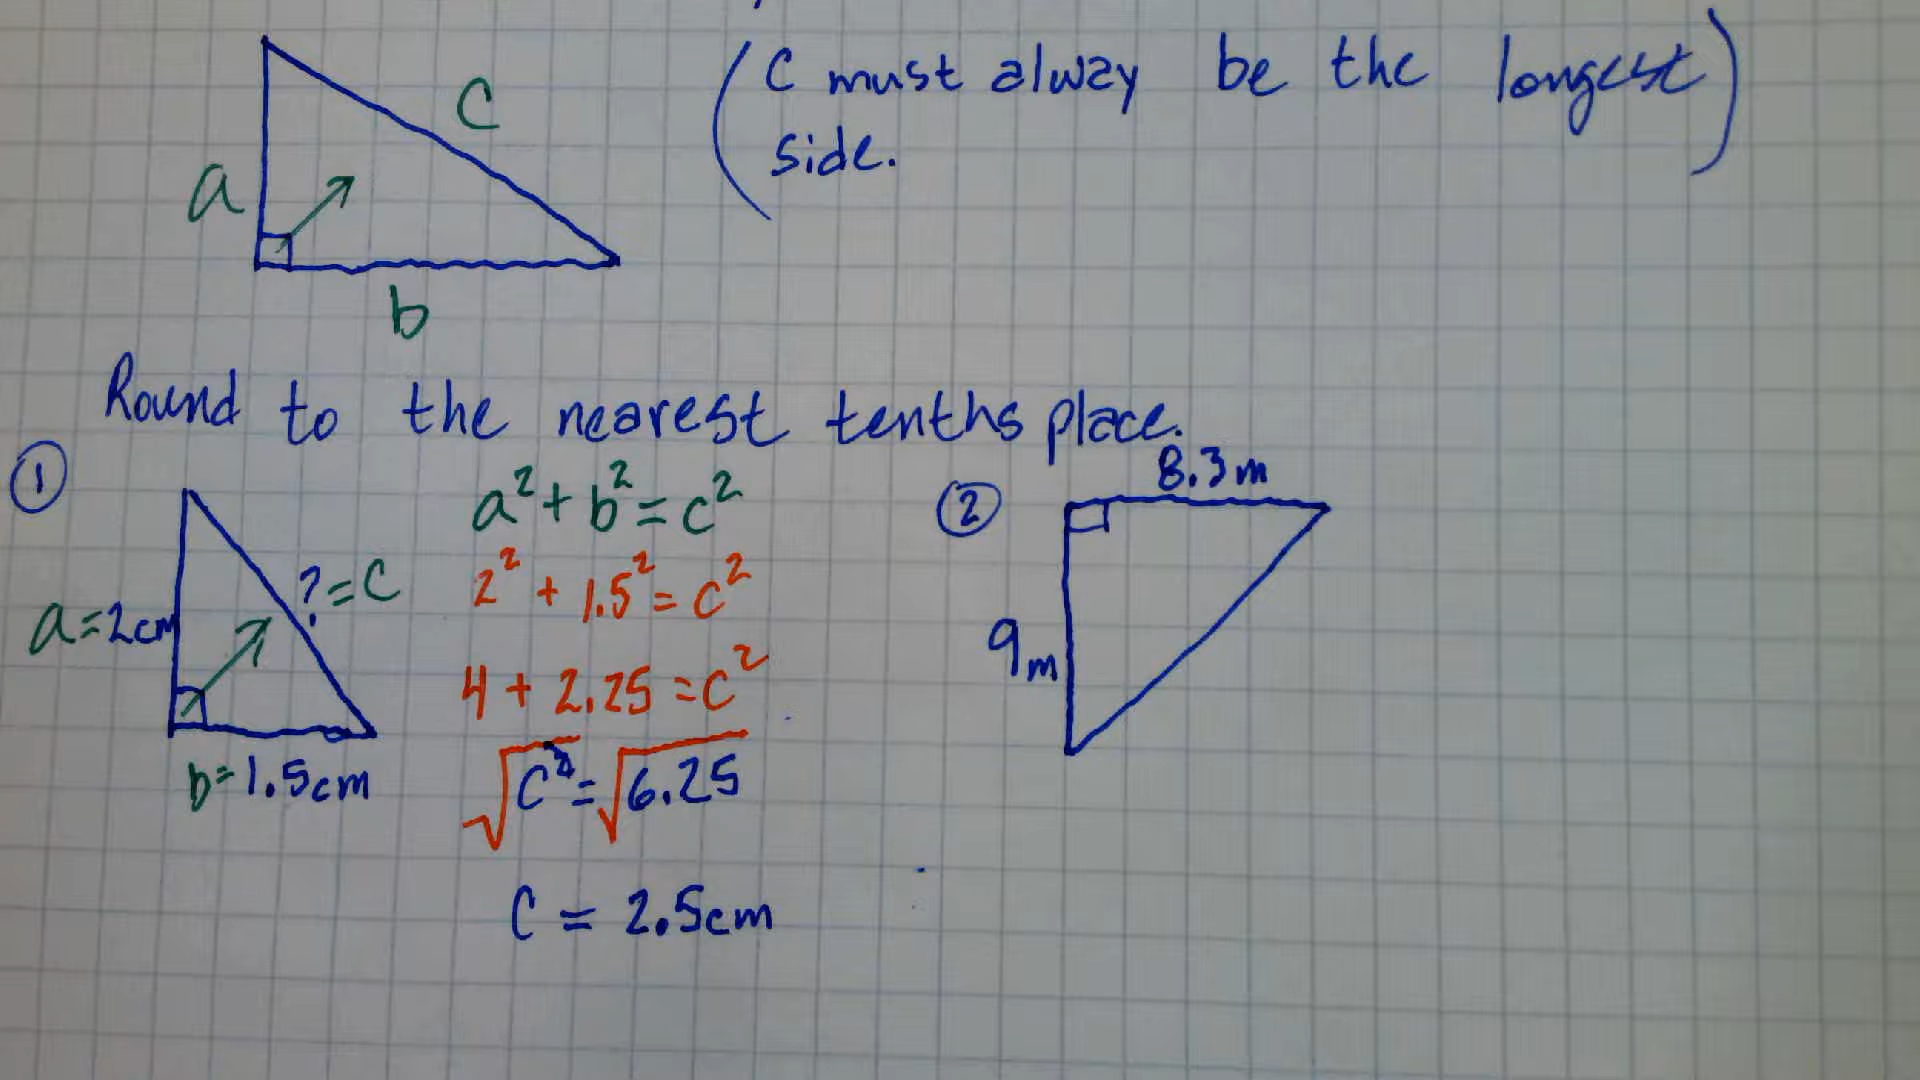 (C must alway be the longest)
side.
a
c
b
Round to the nearest tenths place.
①
a=2cm
?=C
b=1.5cm
a²+b²=c²
2²+1.5²=c²
4+2.25=c²
√c²=√6.25
C=2.5cm
②
8.3m
9m